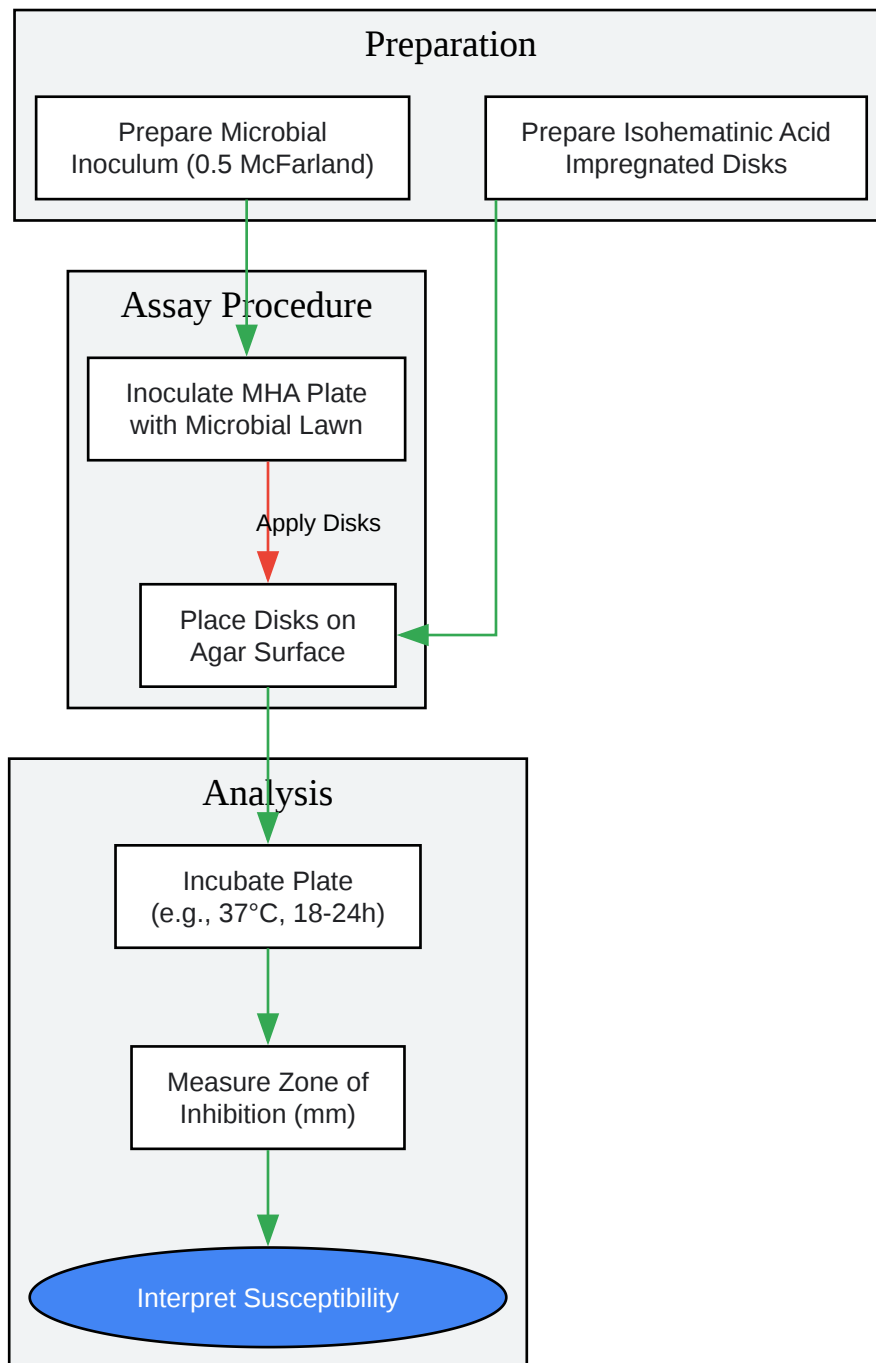 Preparation
Prepare Microbial
Inoculum (0.5 McFarland)
Prepare Isohematinic Acid
Impregnated Disks
Assay Procedure
Inoculate MHA Plate
with Microbial Lawn
Apply Disks
Place Disks on
Agar Surface
Analysis
Incubate Plate
(e.g., 37°C, 18-24h)
Measure Zone of
Inhibition (mm)
Interpret Susceptibility